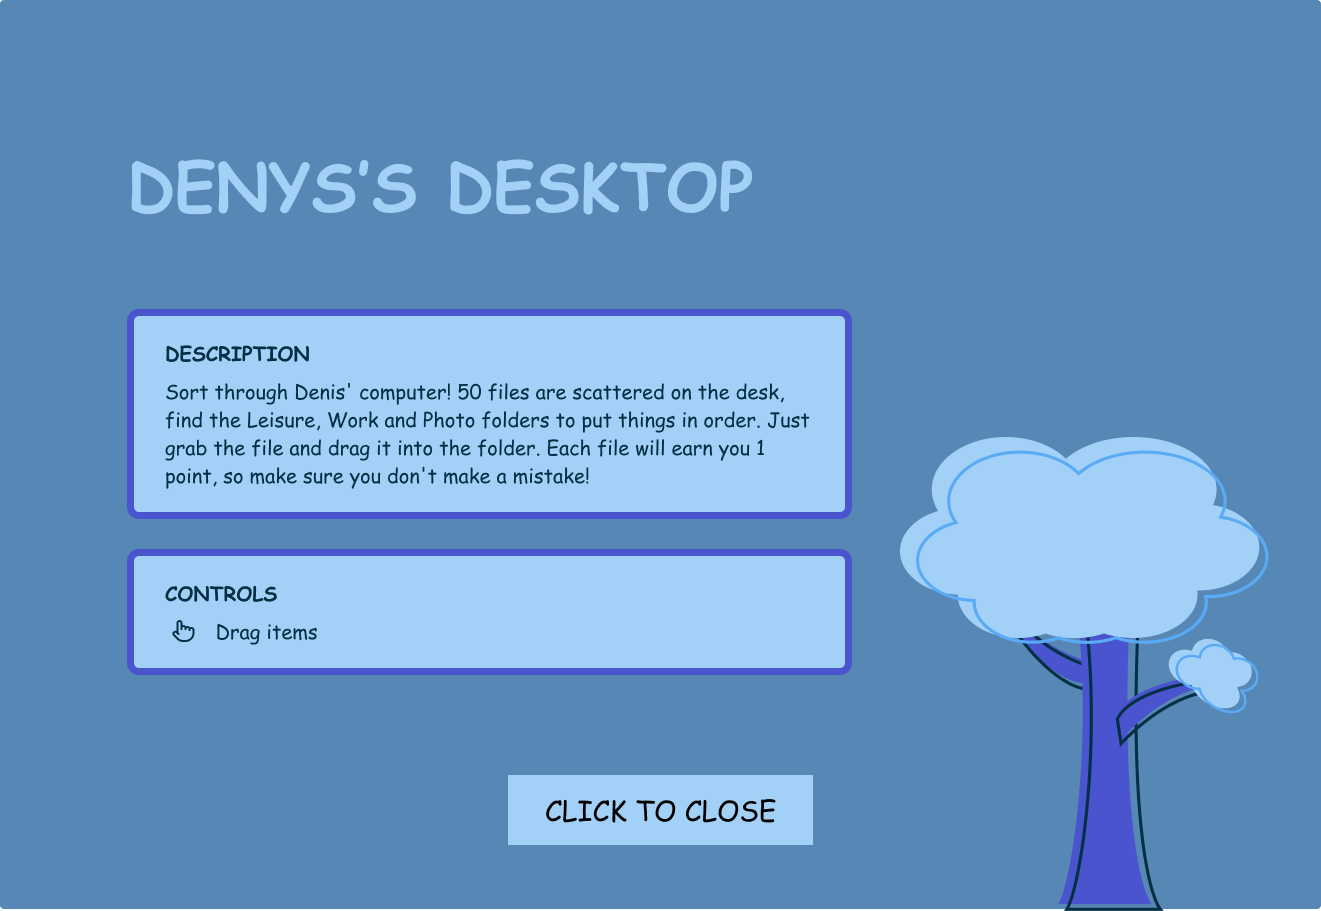 DENYS'S DESKTOP
DESCRIPTION
Sort through Denis' computer! 50 files are scattered on the desk,
find the Leisure, Work and Photo folders to put things in order. Just
grab the file and drag it into the folder. Each file will earn you 1
point, so make sure you don't make a mistake!
CONTROLS
Drag items
CLICK TO CLOSE